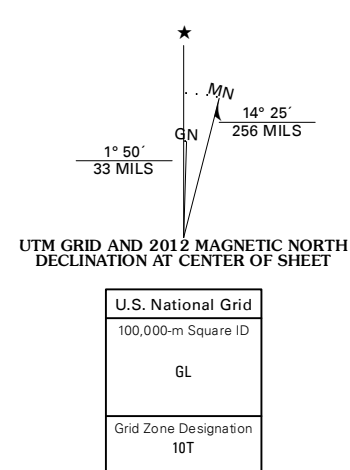 ★
MN
14° 25´
256 MILS
GN
1° 50´
33 MILS
UTM GRID AND 2012 MAGNETIC NORTH
DECLINATION AT CENTER OF SHEET
U.S. National Grid
100,000-m Square ID
GL
Grid Zone Designation
10T